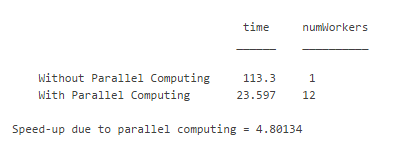 time numWorkers
______ __________
Without Parallel Computing 113.3 1
With Parallel Computing 23.597 12
Speed-up due to parallel computing = 4.80134